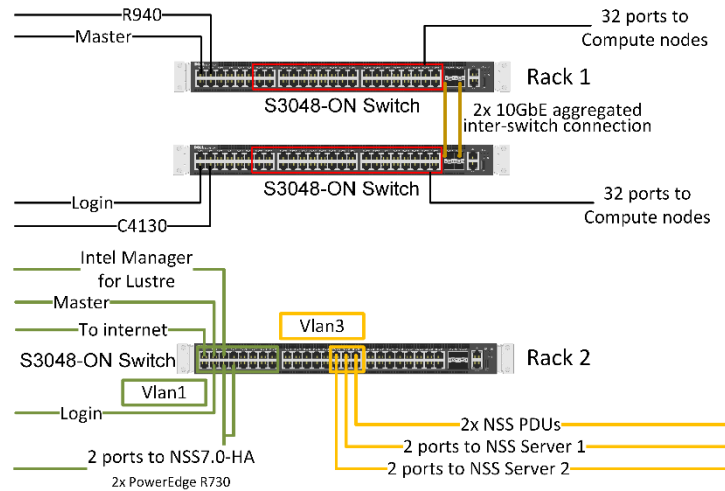 R940
Master
32 ports to
Compute nodes
Rack 1
S3048-ON Switch
2x 10GbE aggregated
inter-switch connection
S3048-ON Switch
Login
C4130
32 ports to
Compute nodes
Intel Manager
for Lustre
Master
To internet
Vlan3
S3048-ON Switch
Rack 2
Vlan1
Login
2 ports to NSS7.0-HA
2x PowerEdge R730
2x NSS PDUs
2 ports to NSS Server 1
2 ports to NSS Server 2